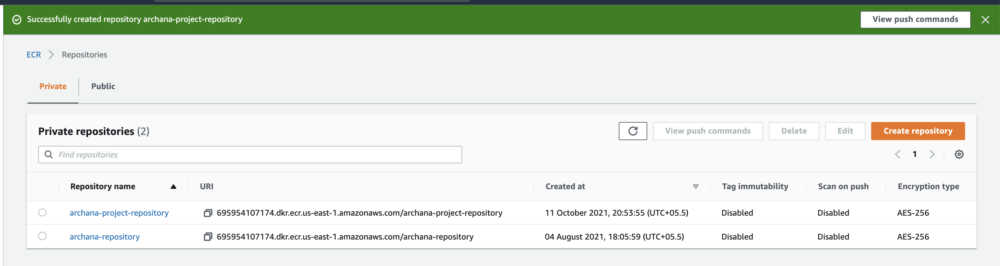 Successfully created repository archana-project-repository View push commands
ECR Repositories
Private Public
Private repositories (2) View push commands Delete Edit Create repository
Find repositories 1
Repository name URI Created at Tag immutability Scan on push Encryption type
archana-project-repository 695954107174.dkr.ecr.us-east-1.amazonaws.com/archana-project-repository 11 October 2021, 20:53:55 (UTC+05.5) Disabled Disabled AES-256
archana-repository 695954107174.dkr.ecr.us-east-1.amazonaws.com/archana-repository 04 August 2021, 18:05:59 (UTC+05.5) Disabled Disabled AES-256